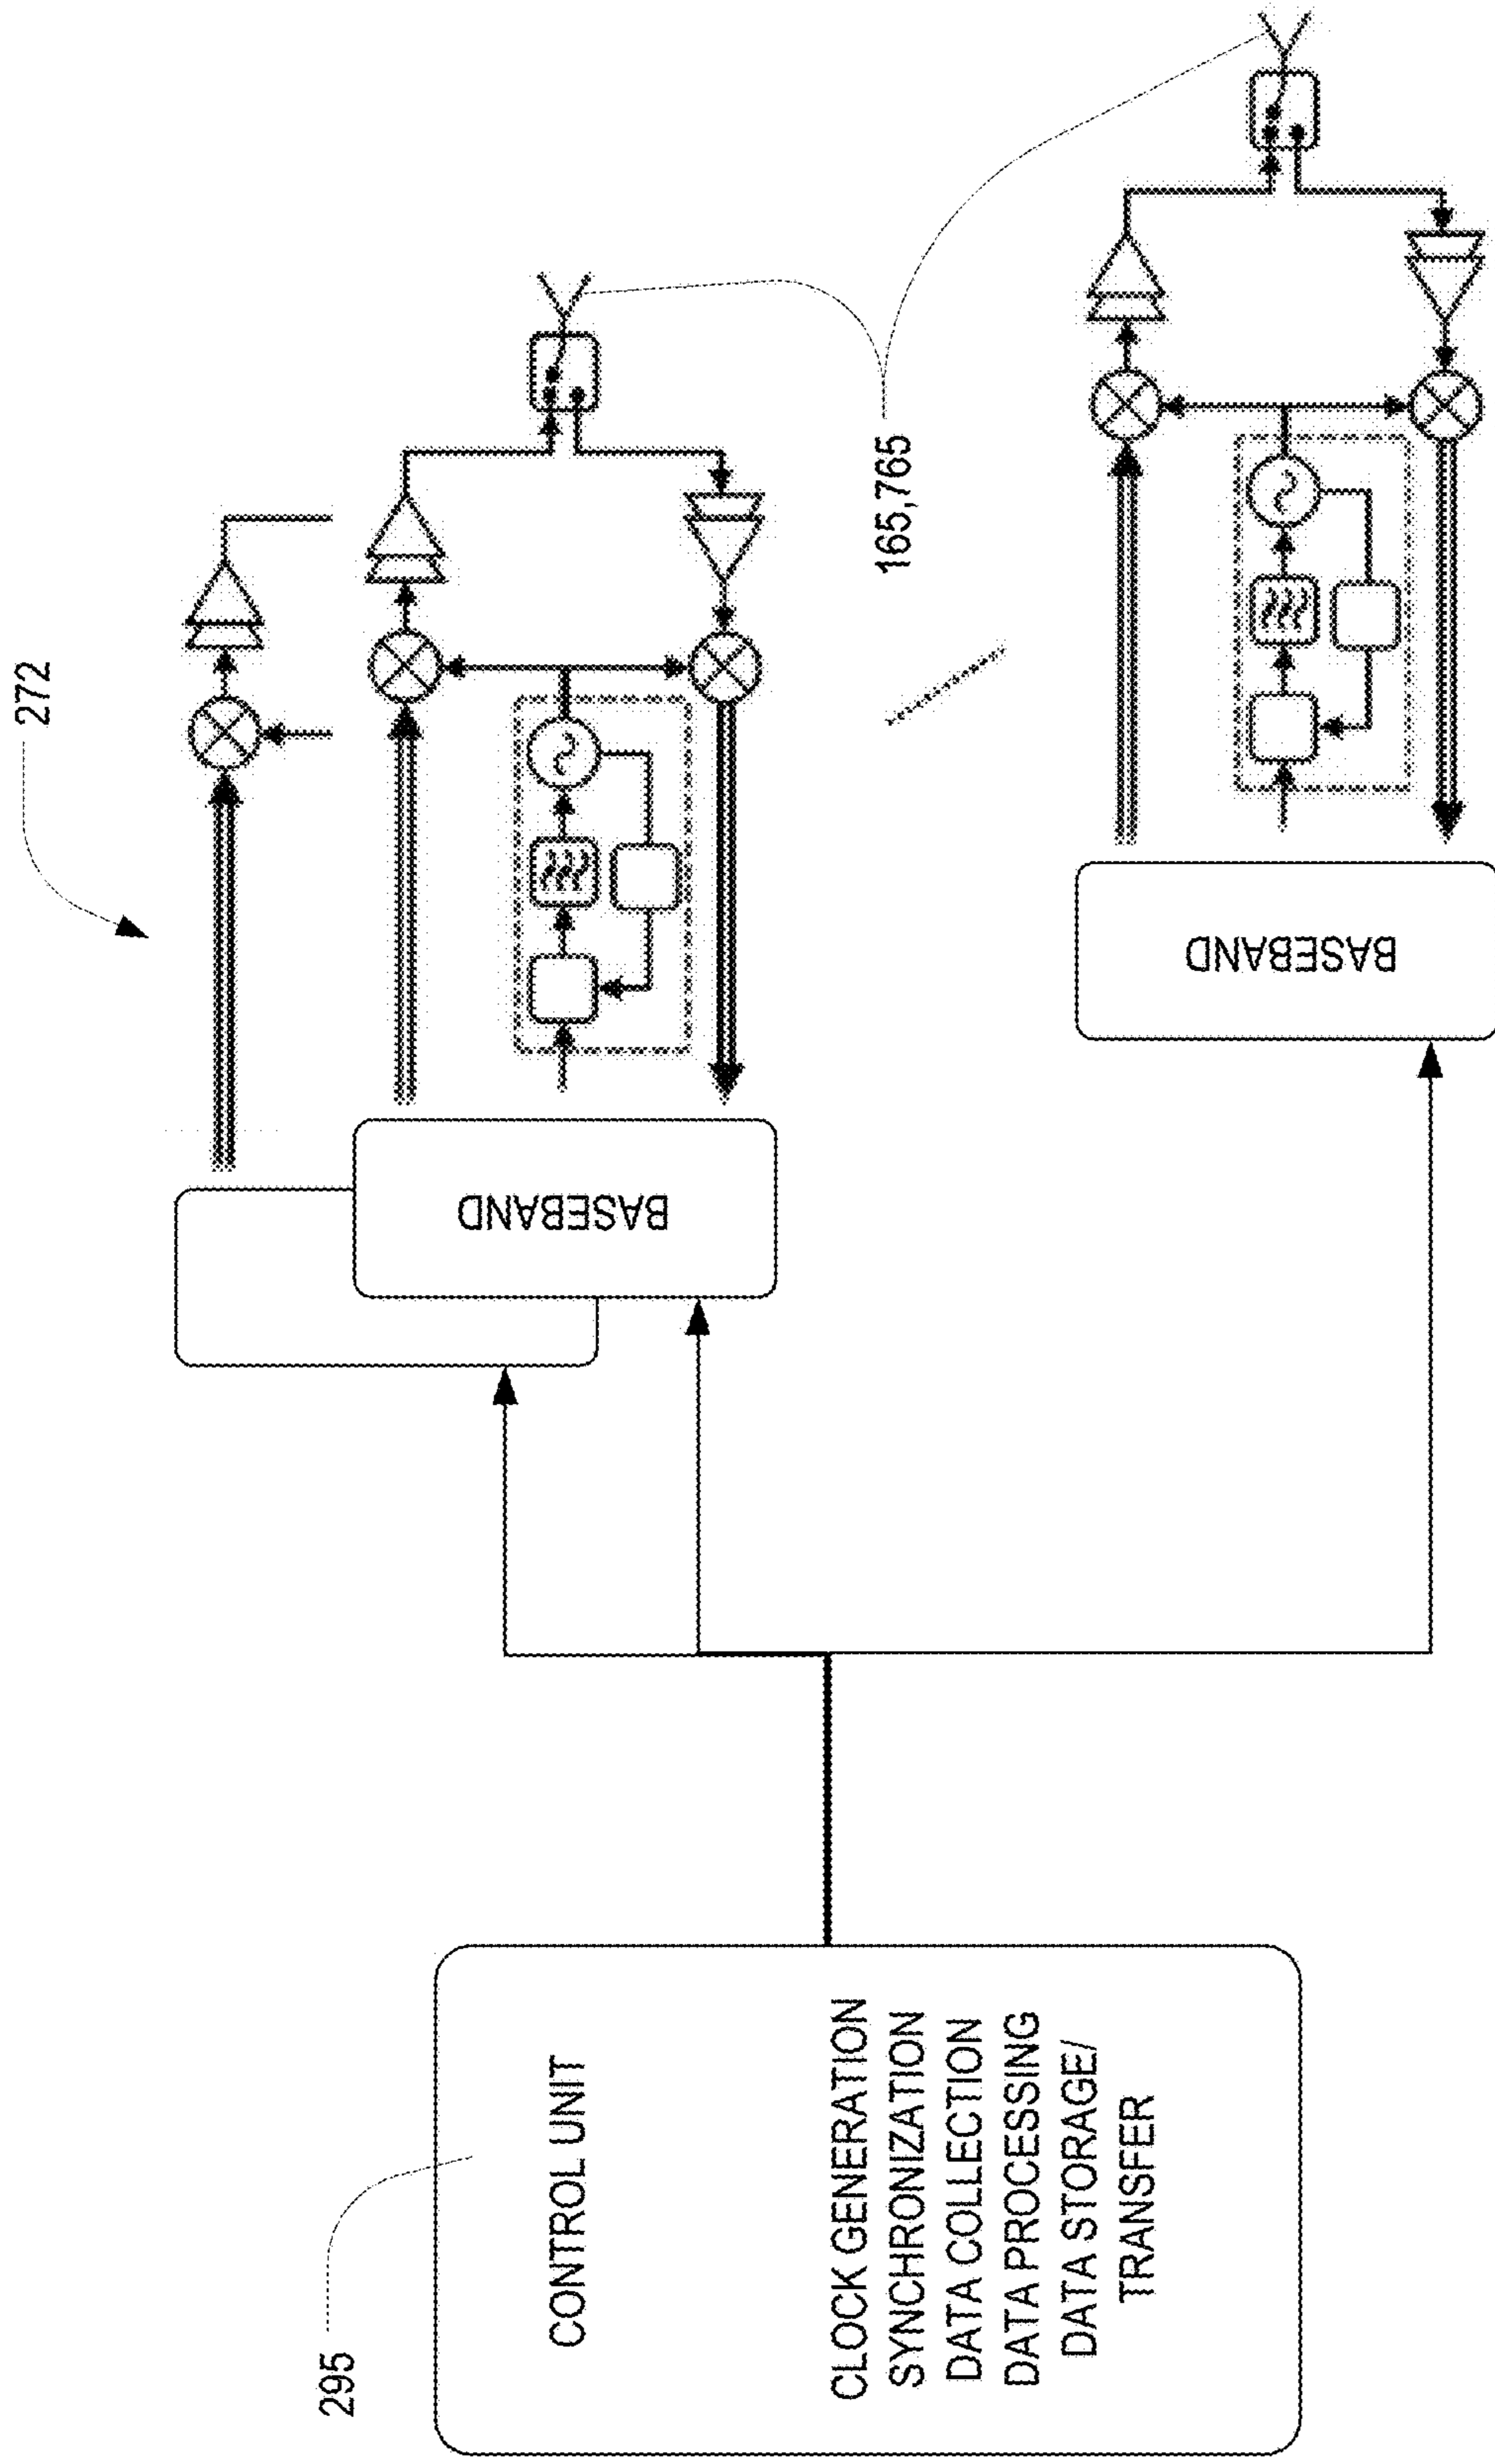 272
165,765
BASEBAND
BASEBAND
295
CONTROL UNIT
CLOCK GENERATION
SYNCHRONIZATION
DATA COLLECTION
DATA PROCESSING
DATA STORAGE/
TRANSFER